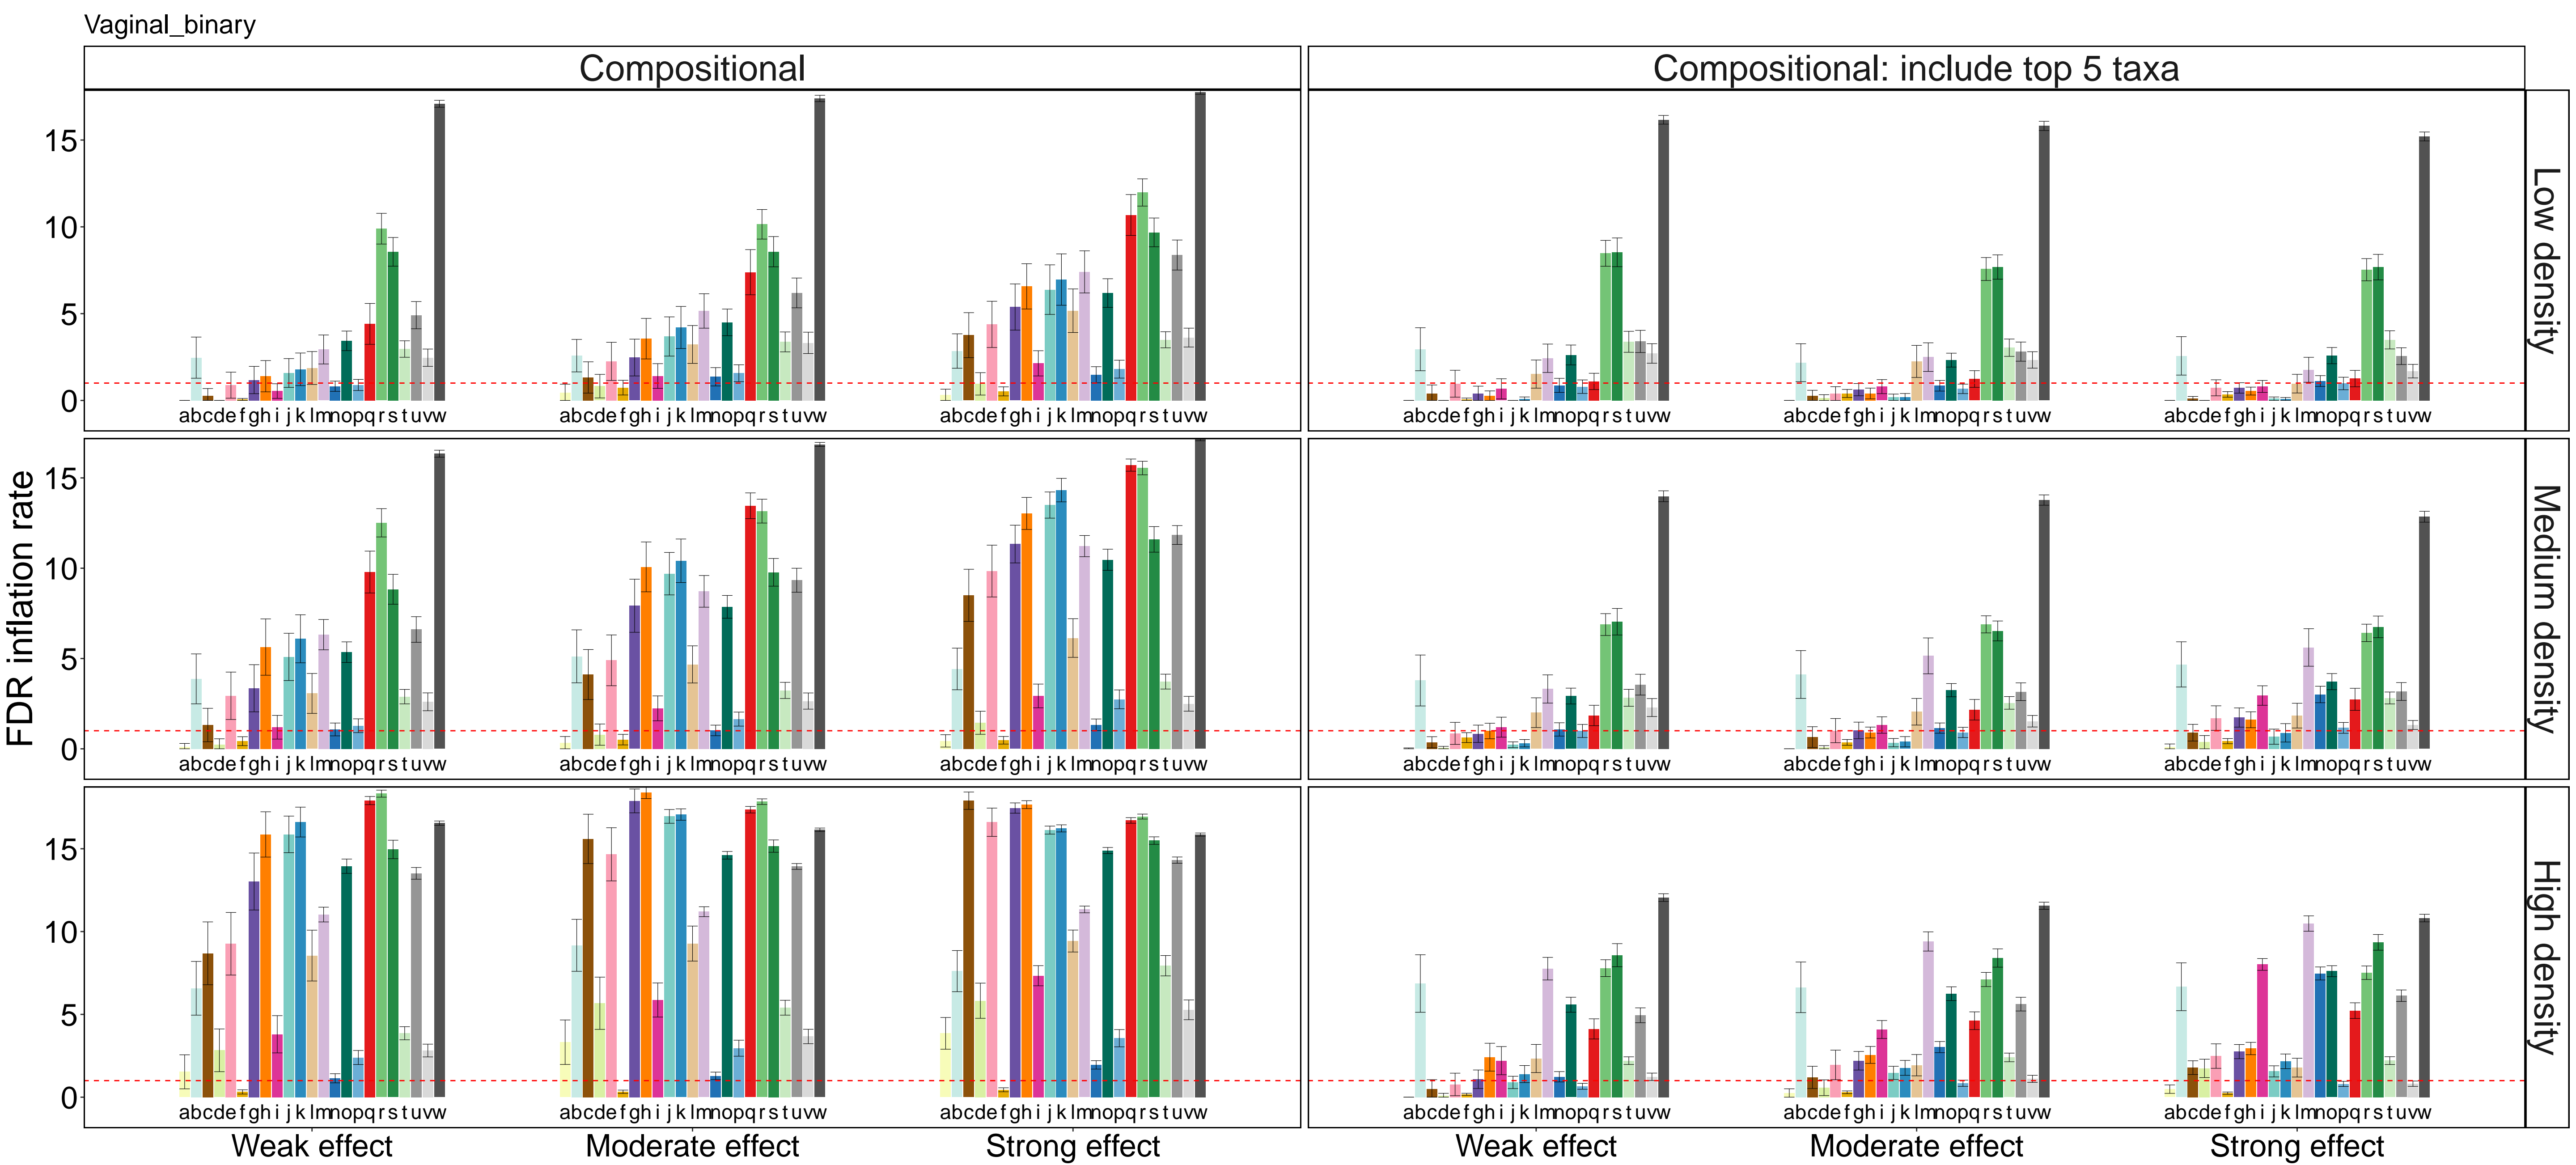 Vaginal_binary
Compositional
Compositional: include top 5 taxa
FDR inflation rate
15
10
5
0
abcdefghijklmnopqrstuvw
abcdefghijklmnopqrstuvw
abcdefghijklmnopqrstuvw
abcdefghijklmnopqrstuvw
abcdefghijklmnopqrstuvw
abcdefghijklmnopqrstuvw
Low density
15
10
5
0
abcdefghijklmnopqrstuvw
abcdefghijklmnopqrstuvw
abcdefghijklmnopqrstuvw
abcdefghijklmnopqrstuvw
abcdefghijklmnopqrstuvw
abcdefghijklmnopqrstuvw
Medium density
15
10
5
0
abcdefghijklmnopqrstuvw
abcdefghijklmnopqrstuvw
abcdefghijklmnopqrstuvw
abcdefghijklmnopqrstuvw
abcdefghijklmnopqrstuvw
abcdefghijklmnopqrstuvw
High density
Weak effect
Moderate effect
Strong effect
Weak effect
Moderate effect
Strong effect